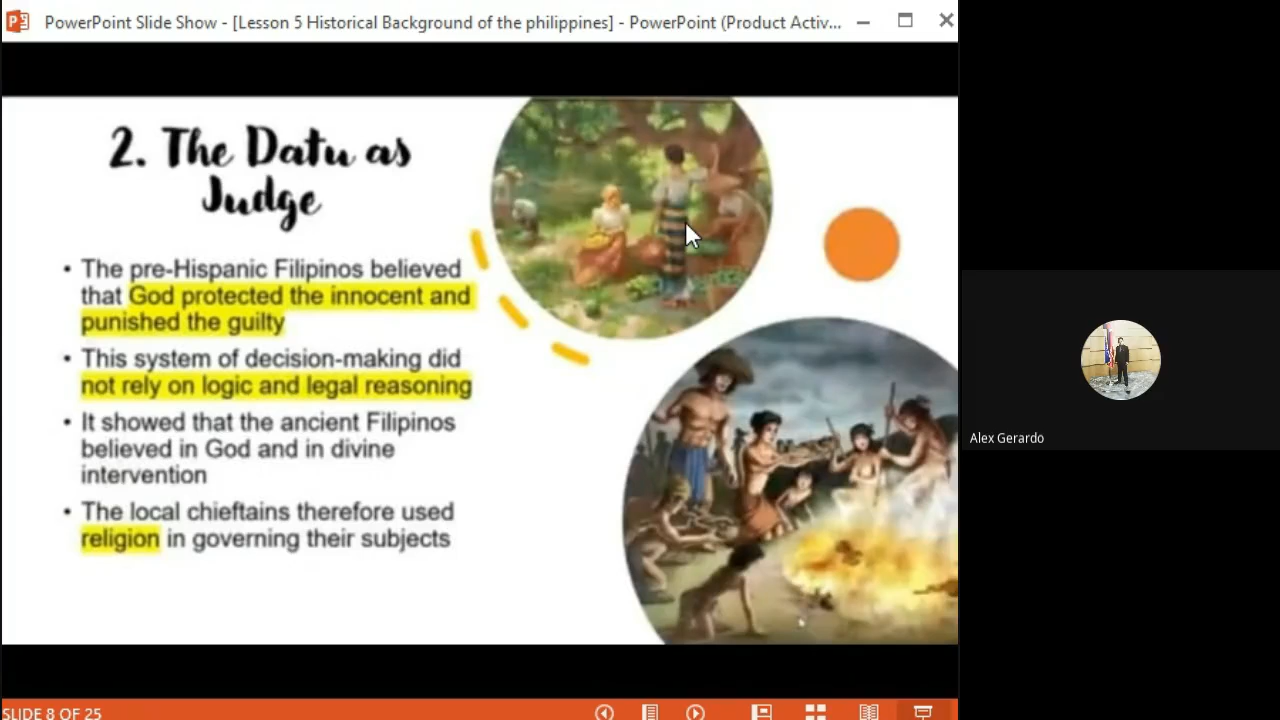 PowerPoint Slide Show - [Lesson 5 Historical Background of the philippines] - PowerPoint (Product Activ...
2. The Datu as
Judge
• The pre-Hispanic Filipinos believed
that God protected the innocent and
punished the guilty
• This system of decision-making did
not rely on logic and legal reasoning
• It showed that the ancient Filipinos
believed in God and in divine
intervention
• The local chieftains therefore used
religion in governing their subjects
Alex Gerardo
SLIDE 8 OF 25